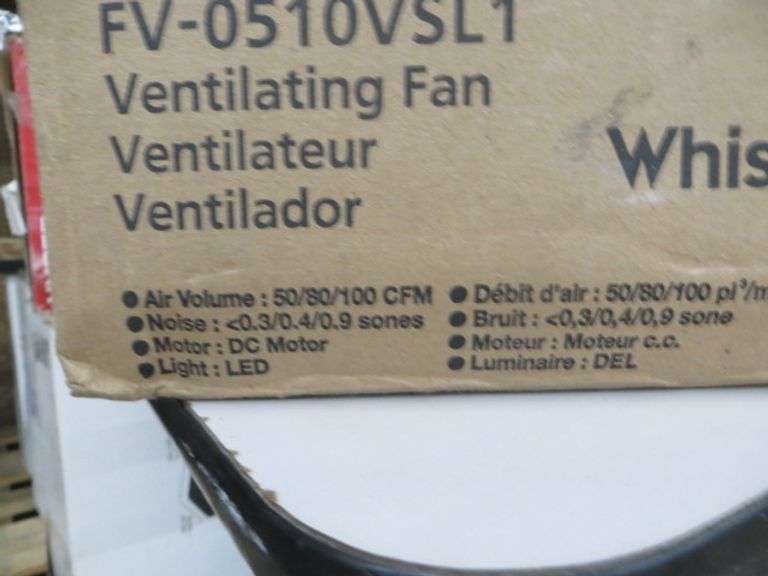 FV-0510VSL1
Ventilating Fan
Ventilateur
Whis
Ventilador
● Air Volume : 50/80/100 CFM
● Noise : <0.3/0.4/0.9 sones
● Motor : DC Motor
● Light : LED
● Débit d'air : 50/80/100 pl³/m
● Bruit : <0,3/0,4/0,9 sone
● Moteur : Moteur c.c.
● Luminaire : DEL